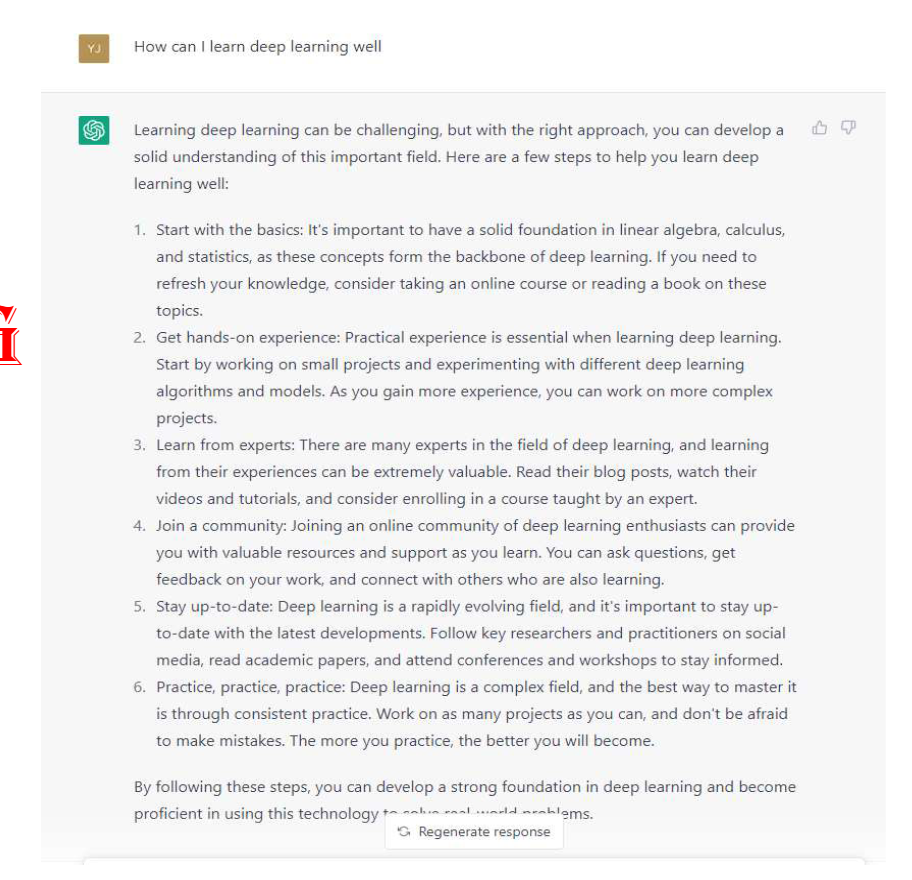 YJ
How can I learn deep learning well
Learning deep learning can be challenging, but with the right approach, you can develop a
solid understanding of this important field. Here are a few steps to help you learn deep
learning well:
1. Start with the basics: It's important to have a solid foundation in linear algebra, calculus,
and statistics, as these concepts form the backbone of deep learning. If you need to
refresh your knowledge, consider taking an online course or reading a book on these
topics.
2. Get hands-on experience: Practical experience is essential when learning deep learning.
Start by working on small projects and experimenting with different deep learning
algorithms and models. As you gain more experience, you can work on more complex
projects.
3. Learn from experts: There are many experts in the field of deep learning, and learning
from their experiences can be extremely valuable. Read their blog posts, watch their
videos and tutorials, and consider enrolling in a course taught by an expert.
4. Join a community: Joining an online community of deep learning enthusiasts can provide
you with valuable resources and support as you learn. You can ask questions, get
feedback on your work, and connect with others who are also learning.
5. Stay up-to-date: Deep learning is a rapidly evolving field, and it's important to stay up-
to-date with the latest developments. Follow key researchers and practitioners on social
media, read academic papers, and attend conferences and workshops to stay informed.
6. Practice, practice, practice: Deep learning is a complex field, and the best way to master it
is through consistent practice. Work on as many projects as you can, and don't be afraid
to make mistakes. The more you practice, the better you will become.
By following these steps, you can develop a strong foundation in deep learning and become
proficient in using this technology to solve real-world problems.
Regenerate response